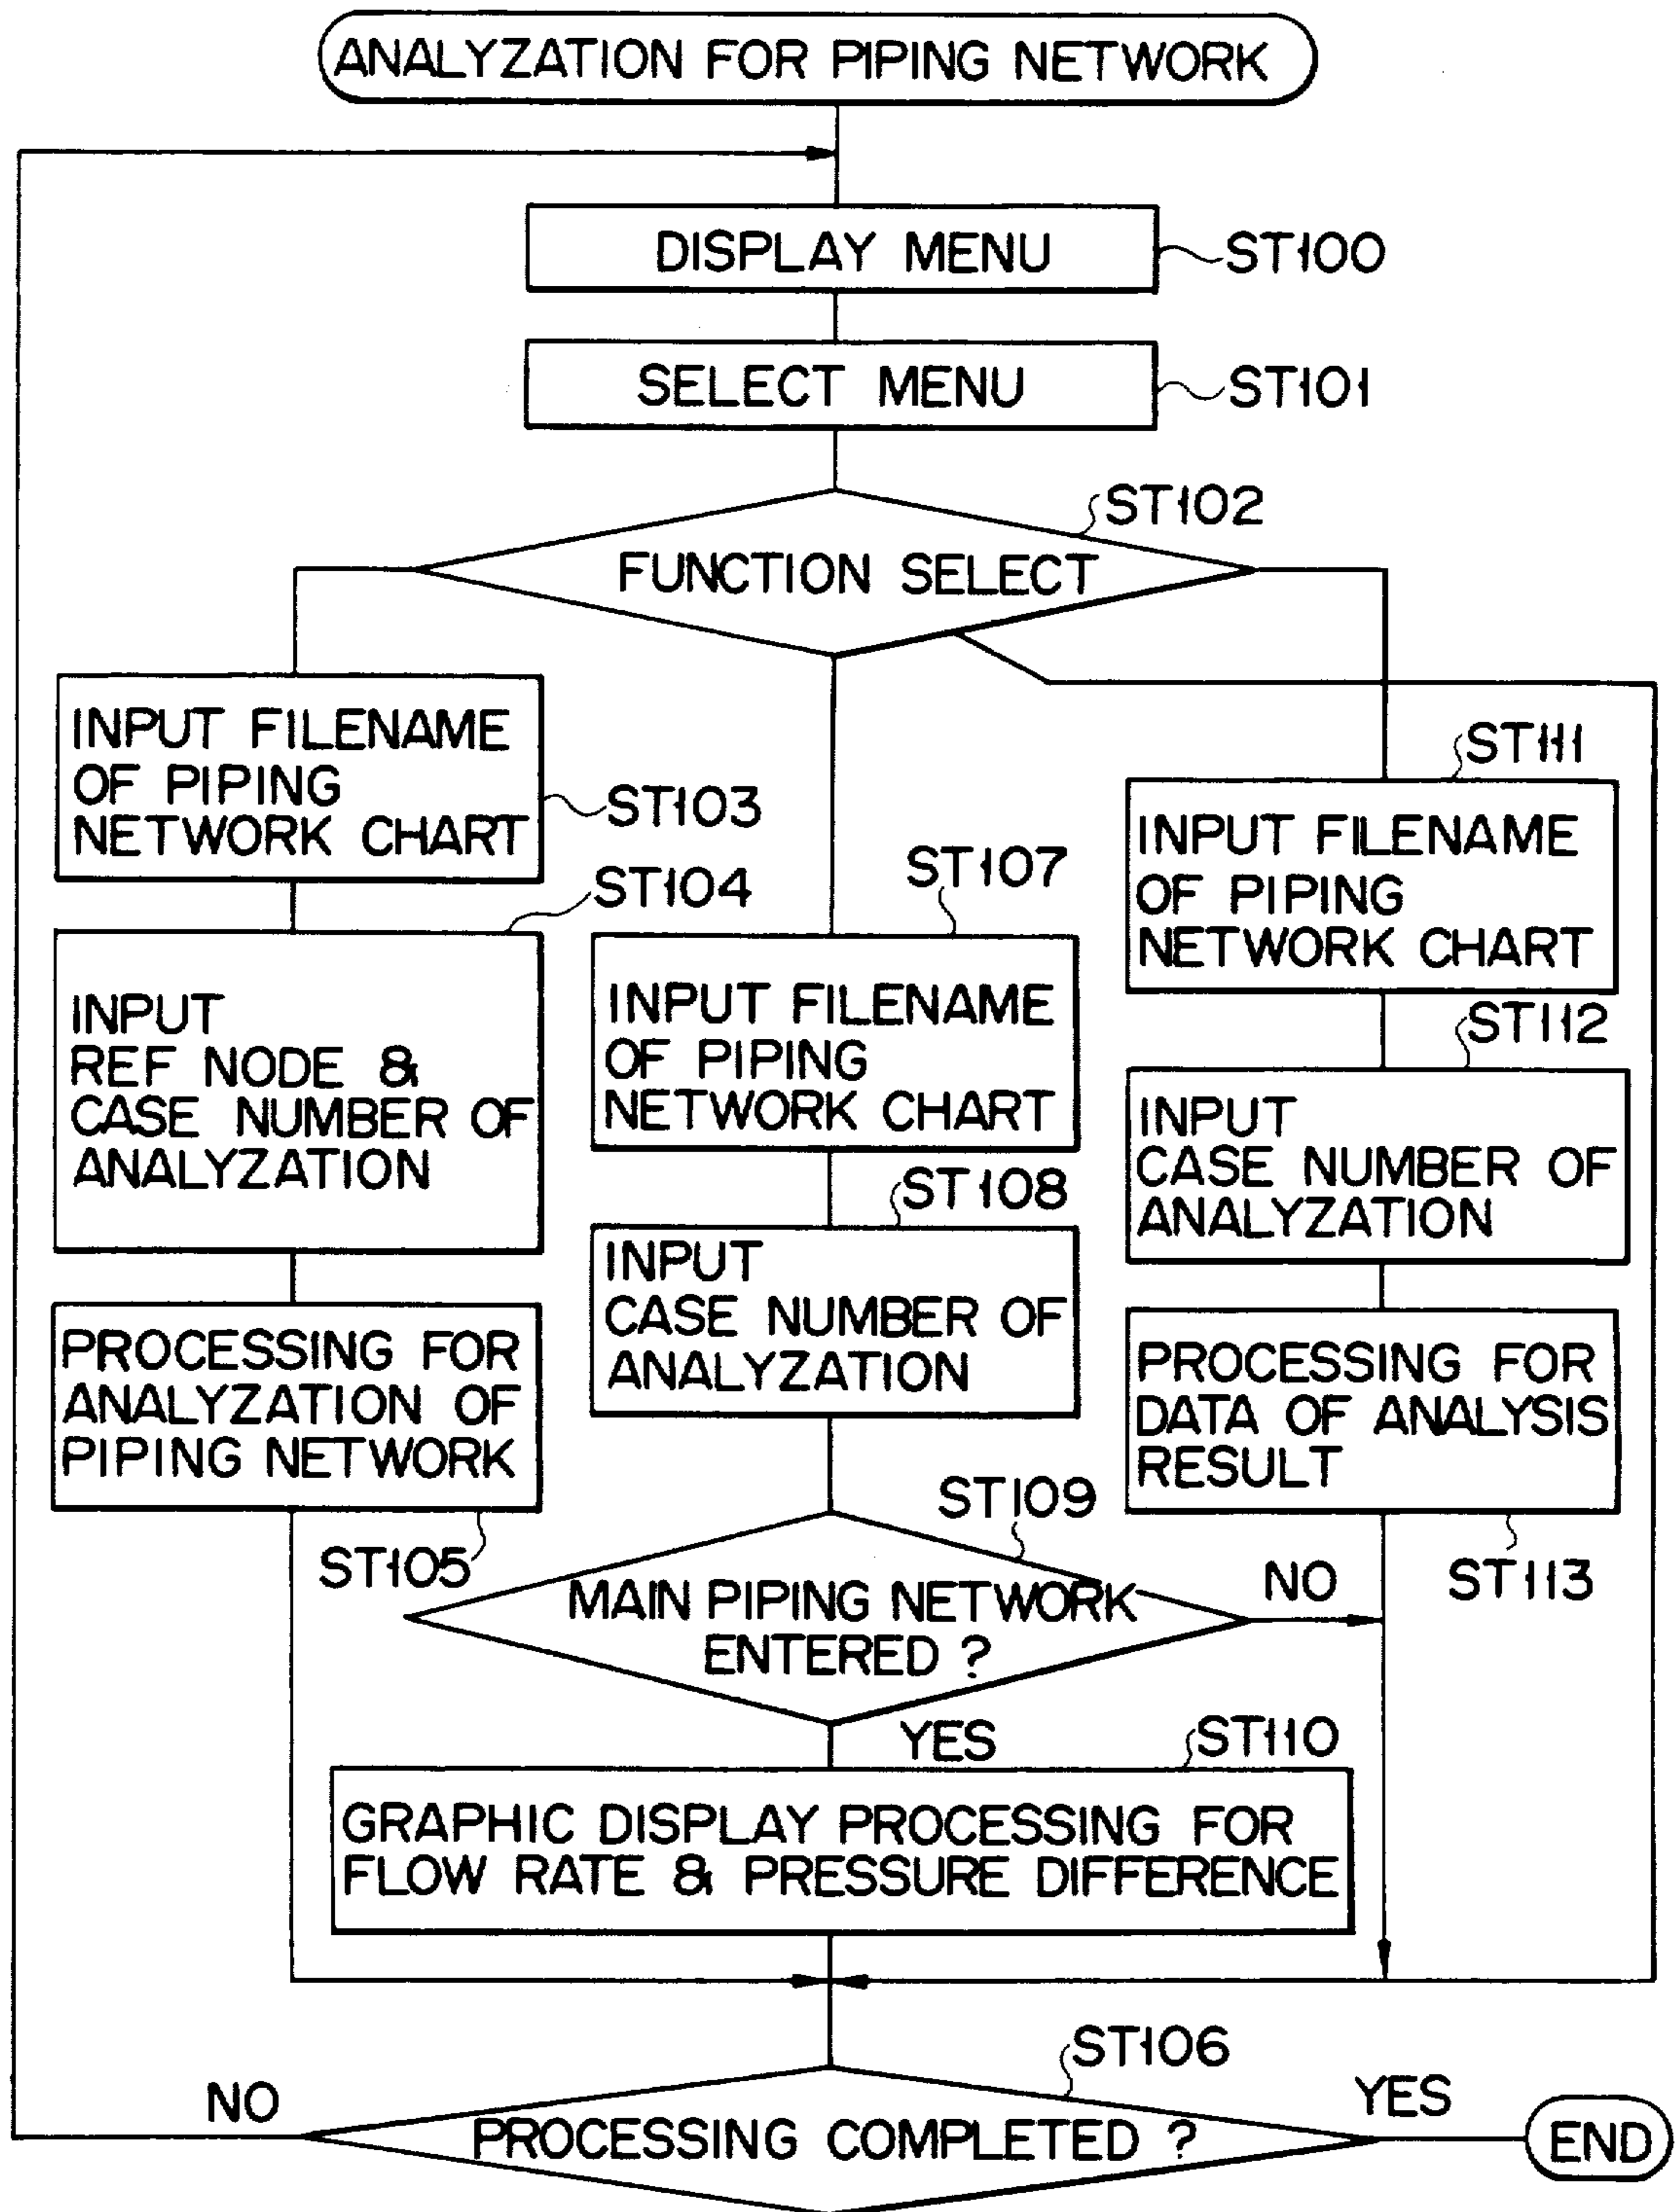 ANALYZATION FOR PIPING NETWORK
DISPLAY MENU
ST100
SELECT MENU
ST101
ST102
FUNCTION SELECT
INPUT FILENAME
OF PIPING
NETWORK CHART
ST103
ST104
INPUT
REF NODE &
CASE NUMBER OF
ANALYZATION
PROCESSING FOR
ANALYZATION OF
PIPING NETWORK
ST105
ST107
INPUT FILENAME
OF PIPING
NETWORK CHART
ST108
INPUT
CASE NUMBER OF
ANALYZATION
ST109
MAIN PIPING NETWORK
ENTERED ?
NO
YES
ST110
GRAPHIC DISPLAY PROCESSING FOR
FLOW RATE & PRESSURE DIFFERENCE
ST111
INPUT FILENAME
OF PIPING
NETWORK CHART
ST112
INPUT
CASE NUMBER OF
ANALYZATION
PROCESSING FOR
DATA OF ANALYSIS
RESULT
ST113
ST106
NO
PROCESSING COMPLETED ?
YES
END